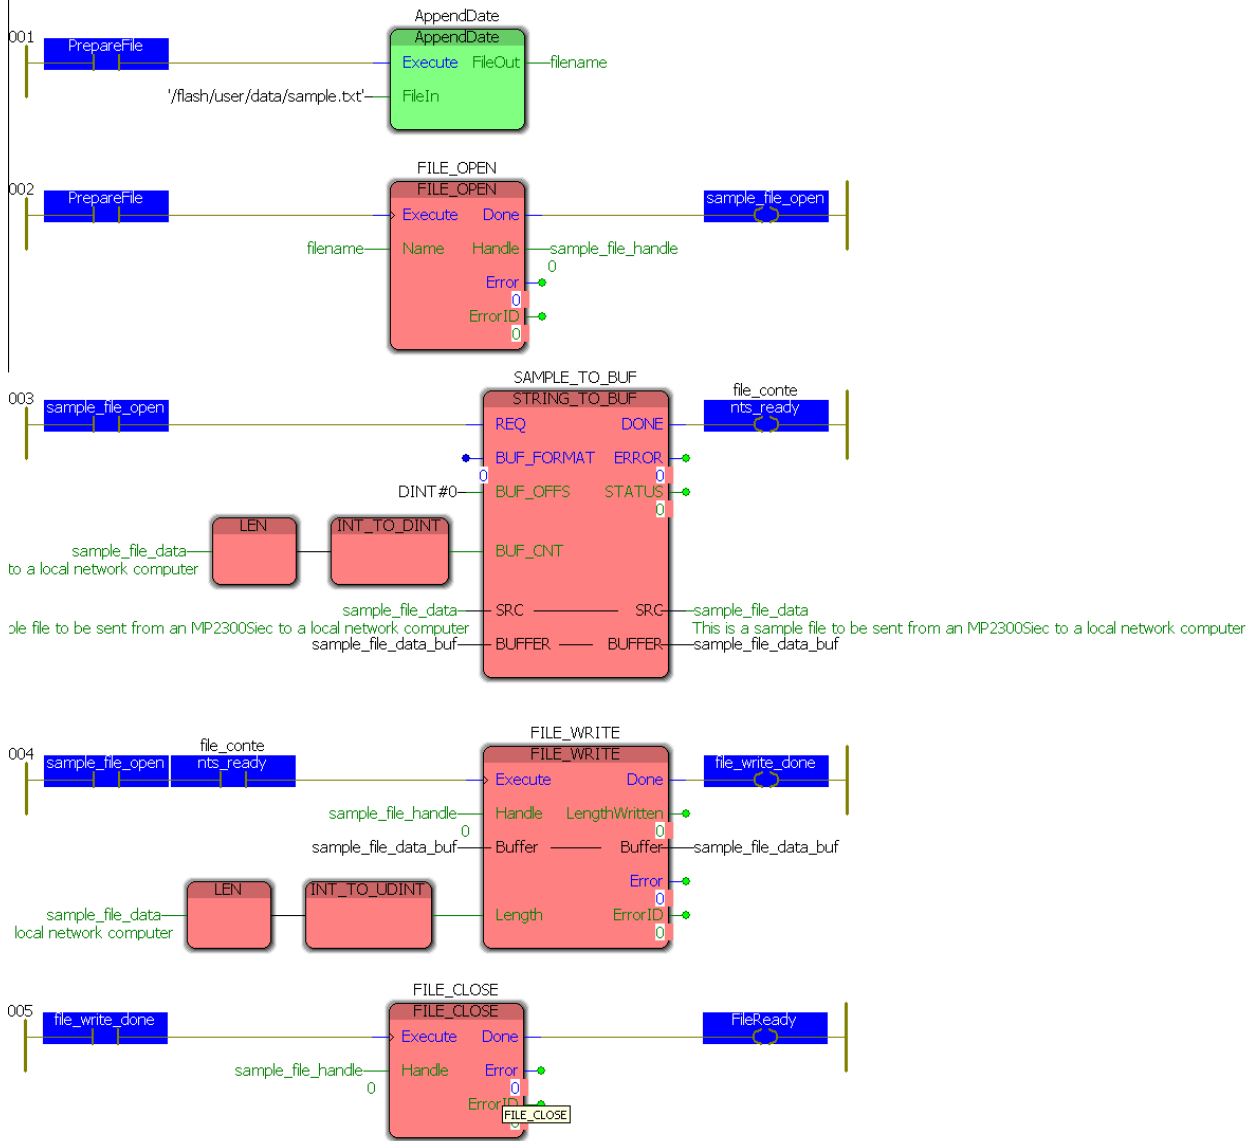 AppendDate
001
PrepareFile
AppendDate
Execute FileOut
filename
'/flash/user/data/sample.txt'
FileIn
FILE_OPEN
002
PrepareFile
FILE_OPEN
sample_file_open
Execute Done
filename
Name Handle
sample_file_handle
0
Error
0
ErrorID
0
SAMPLE_TO_BUF
003
sample_file_open
STRING_TO_BUF
file_conte
nts_ready
REQ DONE
BUF_FORMAT ERROR
0
0
DINT#0
BUF_OFFS STATUS
0
LEN
INT_TO_DINT
sample_file_data
BUF_CNT
to a local network computer
sample_file_data
SRC SRC
sample_file_data
ple file to be sent from an MP2300Siec to a local network computer
This is a sample file to be sent from an MP2300Siec to a local network computer
sample_file_data_buf
BUFFER BUFFER
sample_file_data_buf
FILE_WRITE
004
sample_file_open
file_conte
nts_ready
FILE_WRITE
file_write_done
Execute Done
sample_file_handle
0
Handle LengthWritten
0
sample_file_data_buf
Buffer Buffer
sample_file_data_buf
Error
0
LEN
INT_TO_UDINT
sample_file_data
local network computer
Length ErrorID
0
FILE_CLOSE
005
file_write_done
FILE_CLOSE
FileReady
Execute Done
sample_file_handle
0
Handle Error
0
ErrorID
FILE_CLOSE